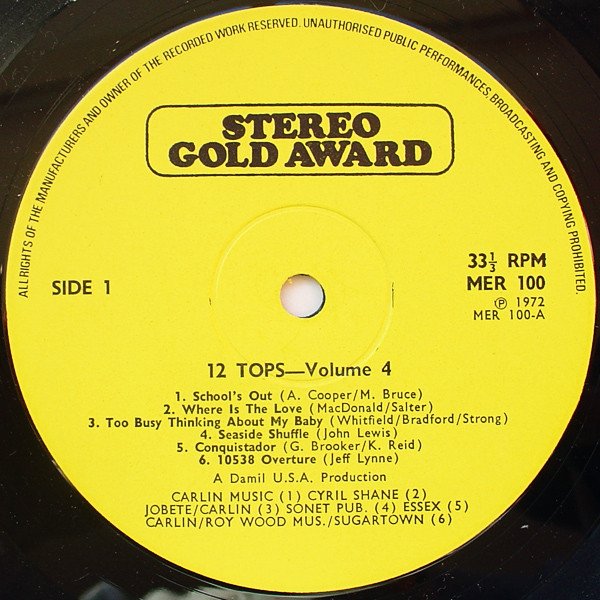 ALL RIGHTS OF THE MANUFACTURERS AND OWNER OF THE RECORDED WORK RESERVED. UNAUTHORISED PUBLIC PERFORMANCES, BROADCASTING AND COPYING PROHIBITED.
STEREO
GOLD AWARD
SIDE 1
33⅓ RPM
MER 100
Ⓟ 1972
MER 100-A
12 TOPS—Volume 4
1. School's Out (A. Cooper/M. Bruce)
2. Where Is The Love (MacDonald/Salter)
3. Too Busy Thinking About My Baby (Whitfield/Bradford/Strong)
4. Seaside Shuffle (John Lewis)
5. Conquistador (G. Brooker/K. Reid)
6. 10538 Overture (Jeff Lynne)
A Damil U.S.A. Production
CARLIN MUSIC (1) CYRIL SHANE (2)
JOBETE/CARLIN (3) SONET PUB. (4) ESSEX (5)
CARLIN/ROY WOOD MUS./SUGARTOWN (6)